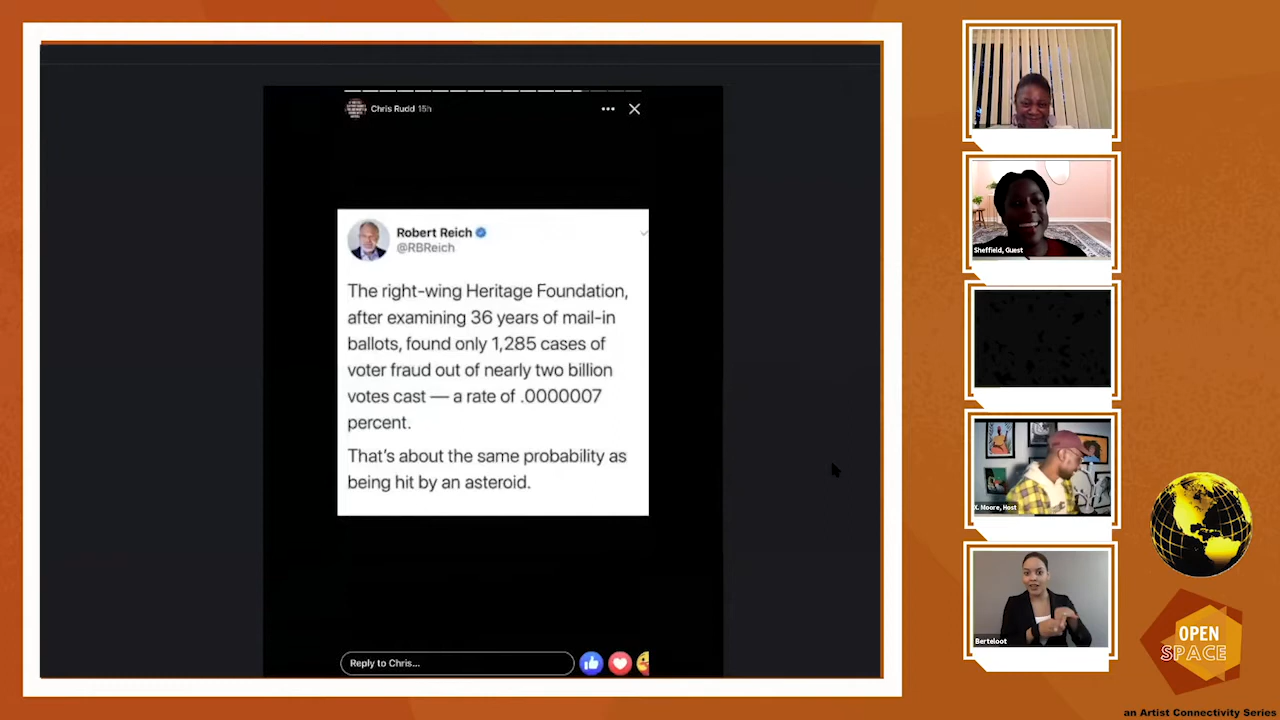 Chris Rudd 15h
Robert Reich
@RBReich
The right-wing Heritage Foundation,
after examining 36 years of mail-in
ballots, found only 1,285 cases of
voter fraud out of nearly two billion
votes cast — a rate of .0000007
percent.
That's about the same probability as
being hit by an asteroid.
Reply to Chris...
Sheffield, Guest
X. Moore, Host
Berteloot
OPEN
SPACE
an Artist Connectivity Series